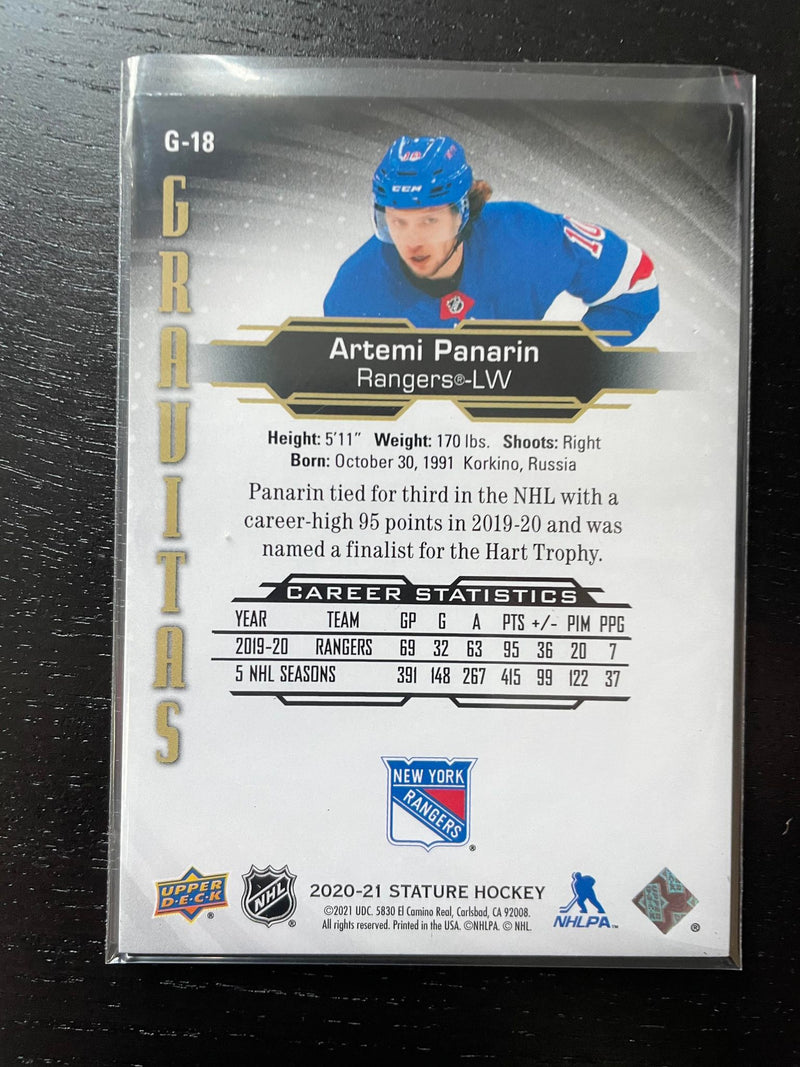 G-18
GRAVITAS
10
CCM
10
Artemi Panarin
Rangers®-LW
Height: 5'11" Weight: 170 lbs. Shoots: Right
Born: October 30, 1991 Korkino, Russia
Panarin tied for third in the NHL with a
career-high 95 points in 2019-20 and was
named a finalist for the Hart Trophy.
CAREER STATISTICS
YEAR TEAM GP G A PTS +/- PIM PPG
2019-20 RANGERS 69 32 63 95 36 20 7
5 NHL SEASONS 391 148 267 415 99 122 37
NEW YORK
RANGERS
®
UPPER
D·E·C·K
®
NHL
®
2020-21 STATURE HOCKEY
©2021 UDC. 5830 El Camino Real, Carlsbad, CA 92008.
All rights reserved. Printed in the USA. ©NHLPA. © NHL.
NHLPA™
®